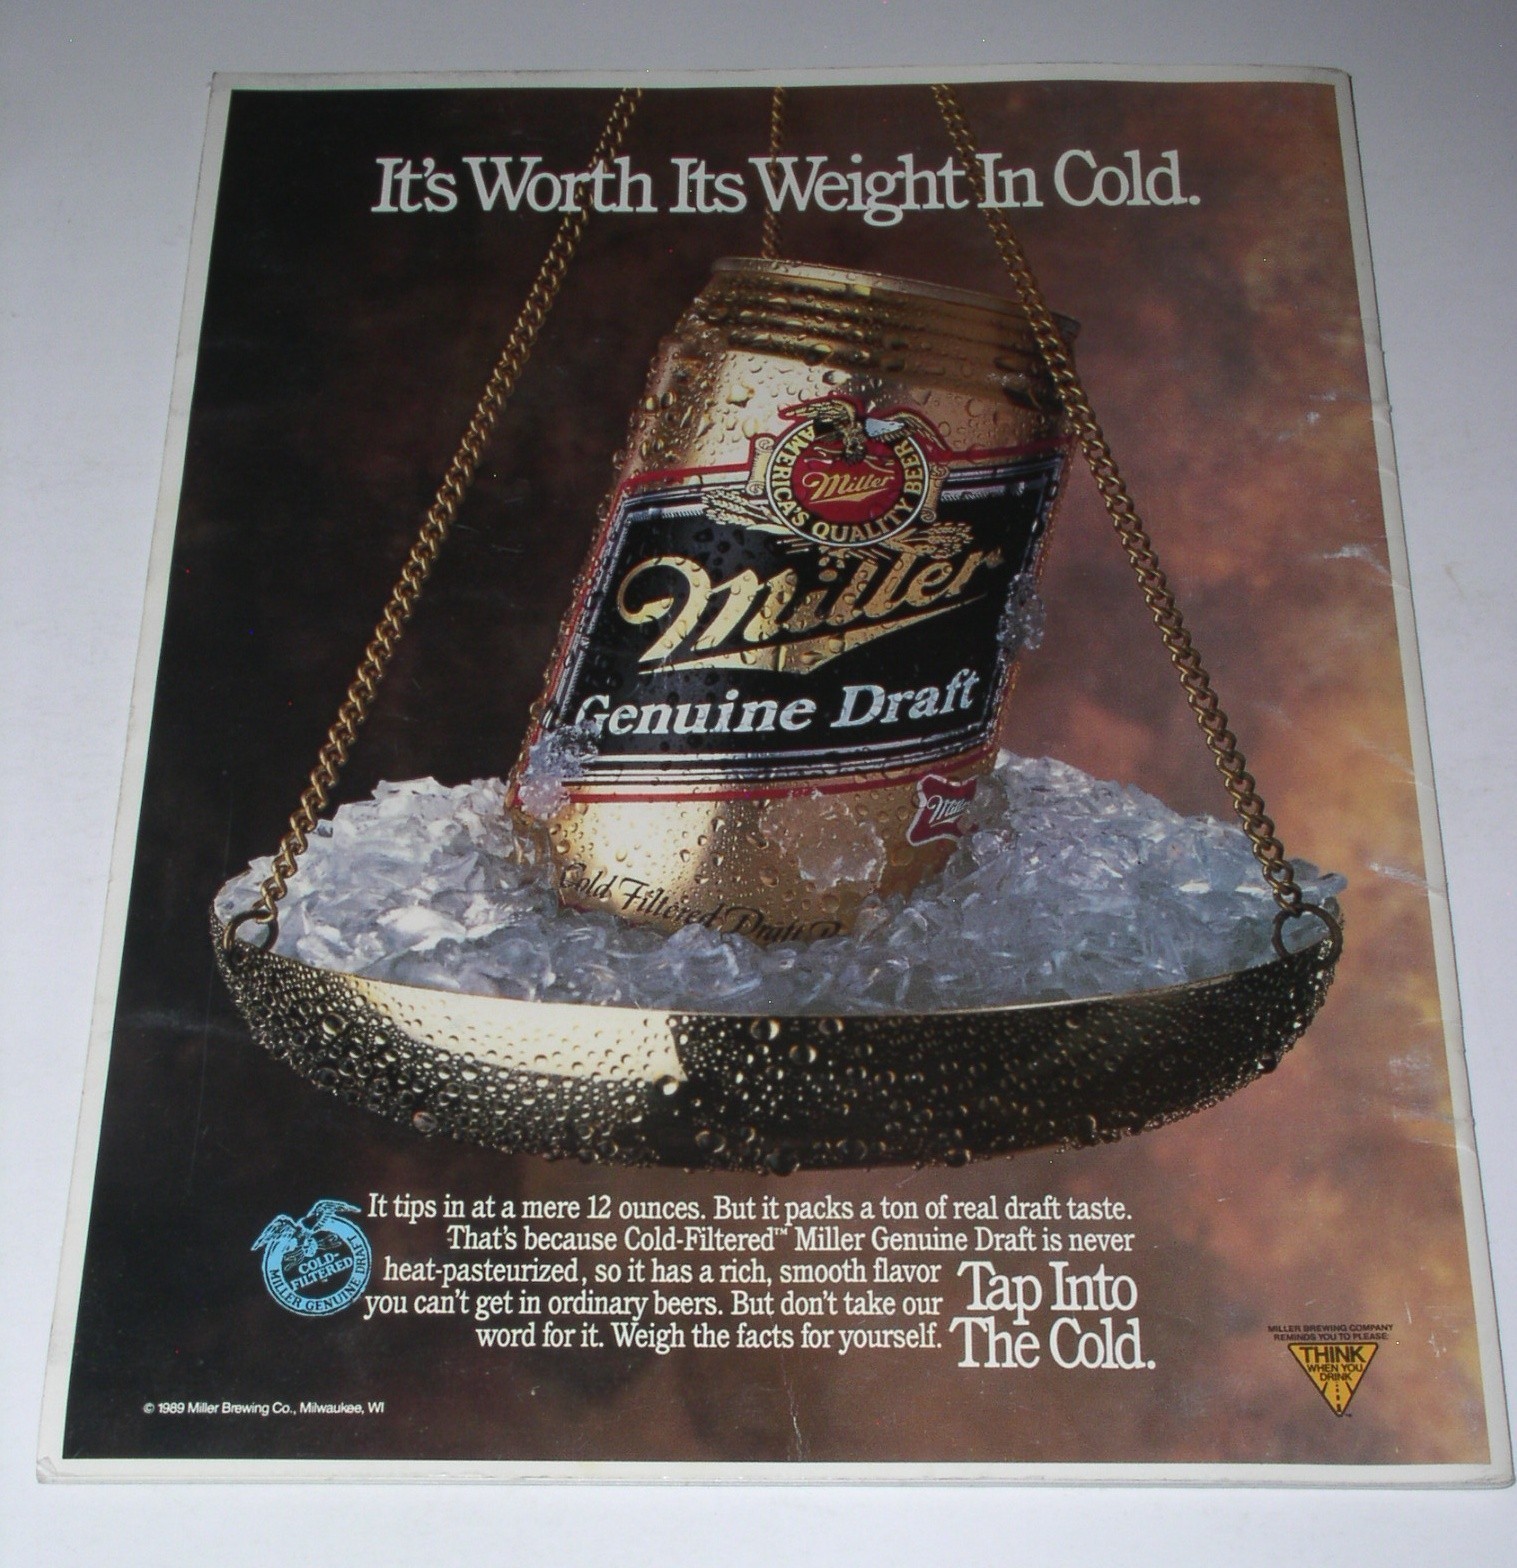 It's Worth Its Weight In Cold.
AMERICA'S QUALITY BEER
Miller
Miller
Genuine Draft
Miller
Cold Filtered Draft
It tips in at a mere 12 ounces. But it packs a ton of real draft taste.
That's because Cold-Filtered™ Miller Genuine Draft is never
heat-pasteurized, so it has a rich, smooth flavor
you can't get in ordinary beers. But don't take our
word for it. Weigh the facts for yourself.
Tap Into
The Cold.
COLD-
FILTERED
MILLER GENUINE DRAFT
MILLER BREWING COMPANY
REMINDS YOU TO PLEASE:
THINK
WHEN YOU
DRINK
© 1989 Miller Brewing Co., Milwaukee, WI